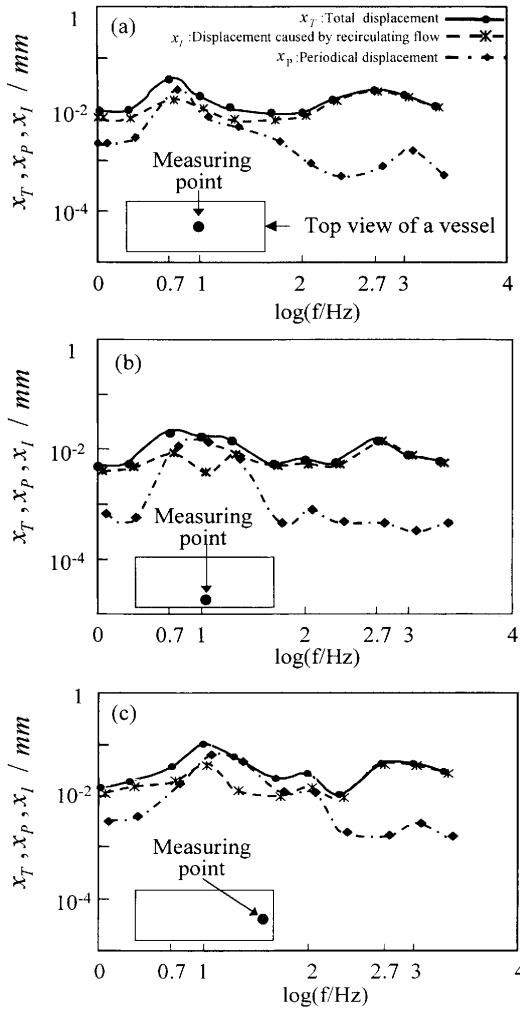 (a)
x_T :Total displacement
x_I :Displacement caused by recirculating flow
x_P :Periodical displacement
1
10^-2
10^-4
x_T , x_P , x_I / mm
Measuring
point
Top view of a vessel
0 0.7 1 2 2.7 3
log(f/Hz)
(b)
1
10^-2
10^-4
x_T , x_P , x_I / mm
Measuring
point
0 0.7 1 2 2.7 3 4
log(f/Hz)
(c)
1
10^-2
10^-4
x_T , x_P , x_I / mm
Measuring
point
0 0.7 1 2 2.7 3 4
log(f/Hz)